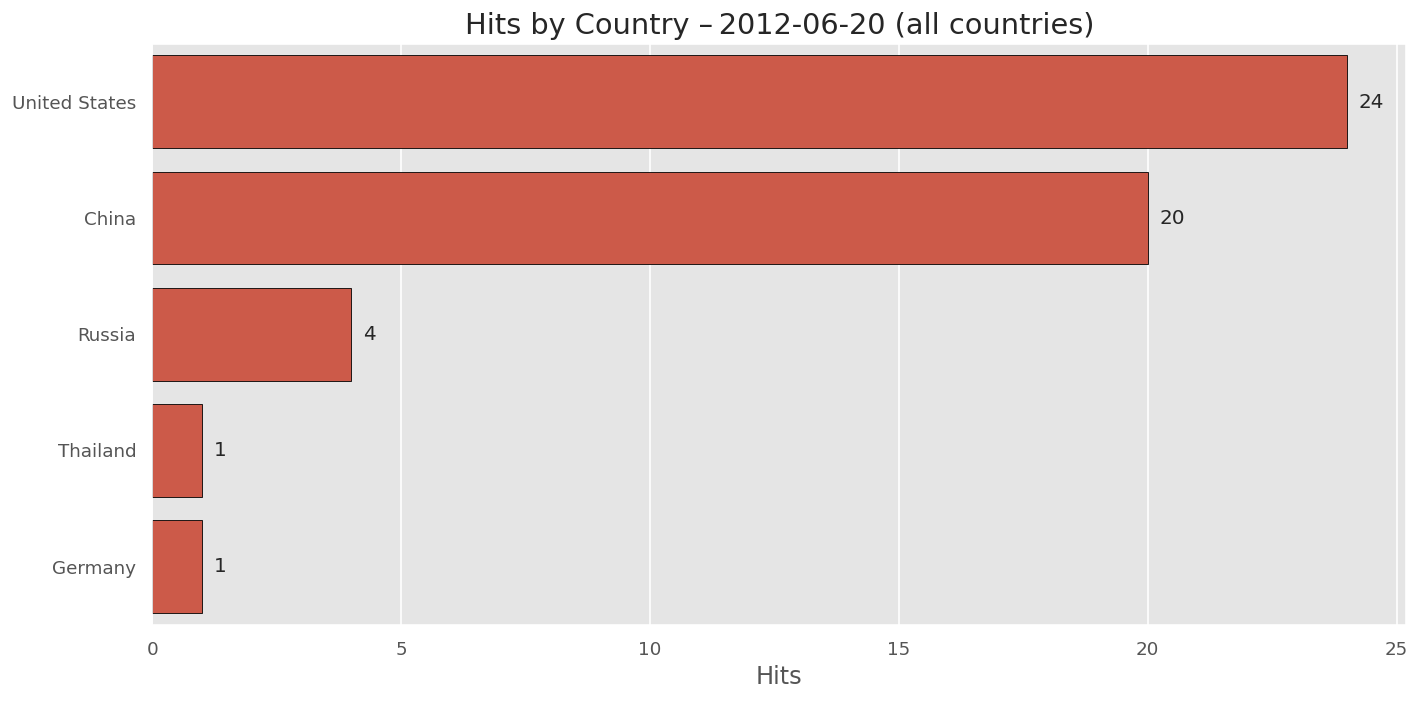 Hits by Country – 2012-06-20 (all countries)
United States 24
China 20
Russia 4
Thailand 1
Germany 1
0 5 10 15 20 25
Hits